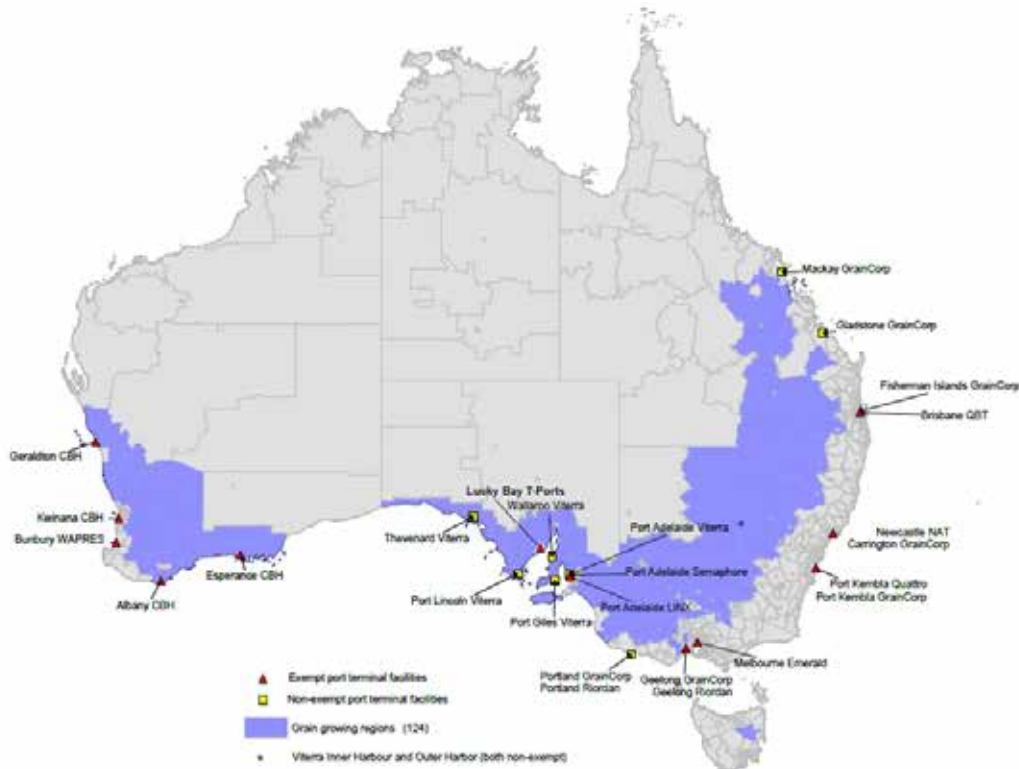 Mackay GrainCorp
Gladstone GrainCorp
Fisherman Islands GrainCorp
Brisbane QBT
Geraldton CBH
Lucky Bay T-Ports
Wallaroo Viterra
Kwinana CBH
Thevenard Viterra
Port Adelaide Viterra
Newcastle NAT
Carrington GrainCorp
Bunbury WAPRES
Esperance CBH
Port Adelaide Semaphore
Port Lincoln Viterra
Port Kembla Quattro
Port Kembla GrainCorp
Albany CBH
Port Adelaide LINX
Port Giles Viterra
Melbourne Emerald
Portland GrainCorp
Portland Riordan
Geelong GrainCorp
Geelong Riordan
Exempt port terminal facilities
Non-exempt port terminal facilities
Grain growing regions (124)
Viterra Inner Harbour and Outer Harbor (both non-exempt)